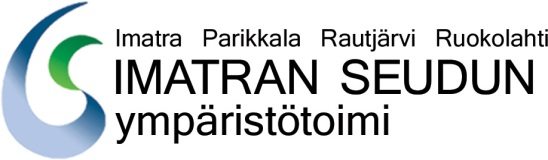 Imatra Parikkala Rautjärvi Ruokolahti
IMATRAN SEUDUN
ympäristötoimi